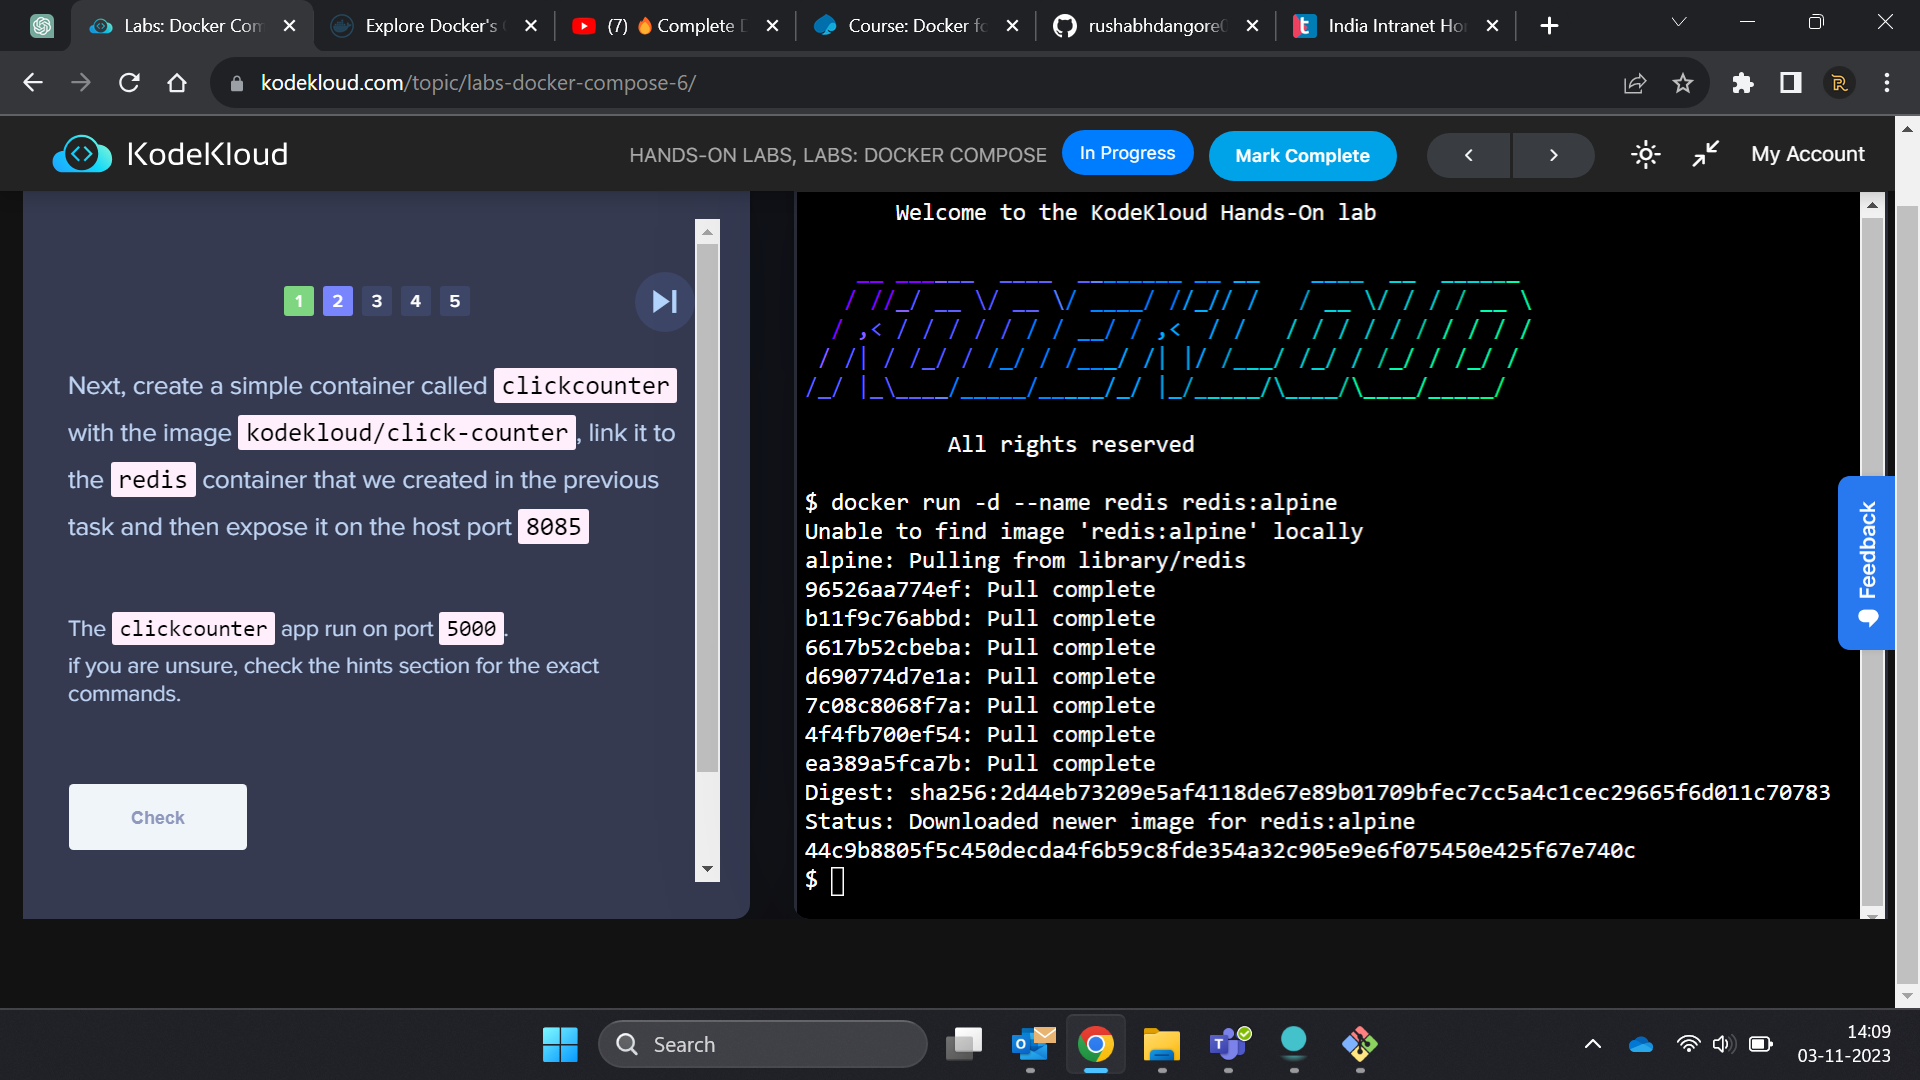 Labs: Docker Com
Explore Docker's
(7) 🔥 Complete D
Course: Docker fo
rushabhdangore0
India Intranet Ho
kodekloud.com/topic/labs-docker-compose-6/
KodeKloud
HANDS-ON LABS, LABS: DOCKER COMPOSE
In Progress
Mark Complete
My Account
1 2 3 4 5
Next, create a simple container called clickcounter
with the image kodekloud/click-counter, link it to
the redis container that we created in the previous
task and then expose it on the host port 8085
The clickcounter app run on port 5000.
if you are unsure, check the hints section for the exact
commands.
Check
Welcome to the KodeKloud Hands-On lab
KODEKLOUD
All rights reserved
$ docker run -d --name redis redis:alpine
Unable to find image 'redis:alpine' locally
alpine: Pulling from library/redis
96526aa774ef: Pull complete
b11f9c76abbd: Pull complete
6617b52cbeba: Pull complete
d690774d7e1a: Pull complete
7c08c8068f7a: Pull complete
4f4fb700ef54: Pull complete
ea389a5fca7b: Pull complete
Digest: sha256:2d44eb73209e5af4118de67e89b01709bfec7cc5a4c1cec29665f6d011c70783
Status: Downloaded newer image for redis:alpine
44c9b8805f5c450decda4f6b59c8fde354a32c905e9e6f075450e425f67e740c
$
Feedback
Search
14:09
03-11-2023